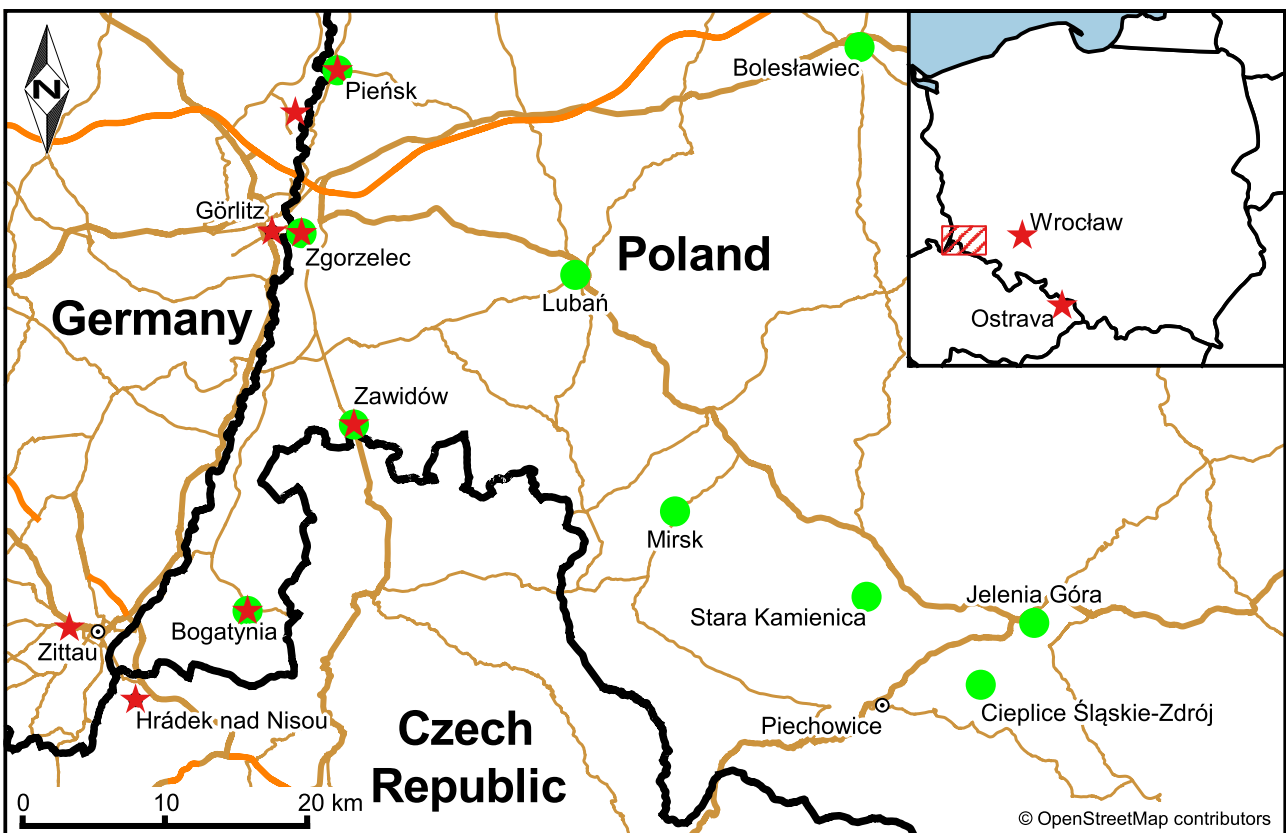 N
Pieńsk
Bolesławiec
Görlitz
Zgorzelec
Poland
Wrocław
Ostrava
Lubań
Germany
Zawidów
Mirsk
Stara Kamienica
Jelenia Góra
Bogatynia
Zittau
Hrádek nad Nisou
Piechowice
Cieplice Śląskie-Zdrój
Czech
Republic
0 10 20 km
© OpenStreetMap contributors